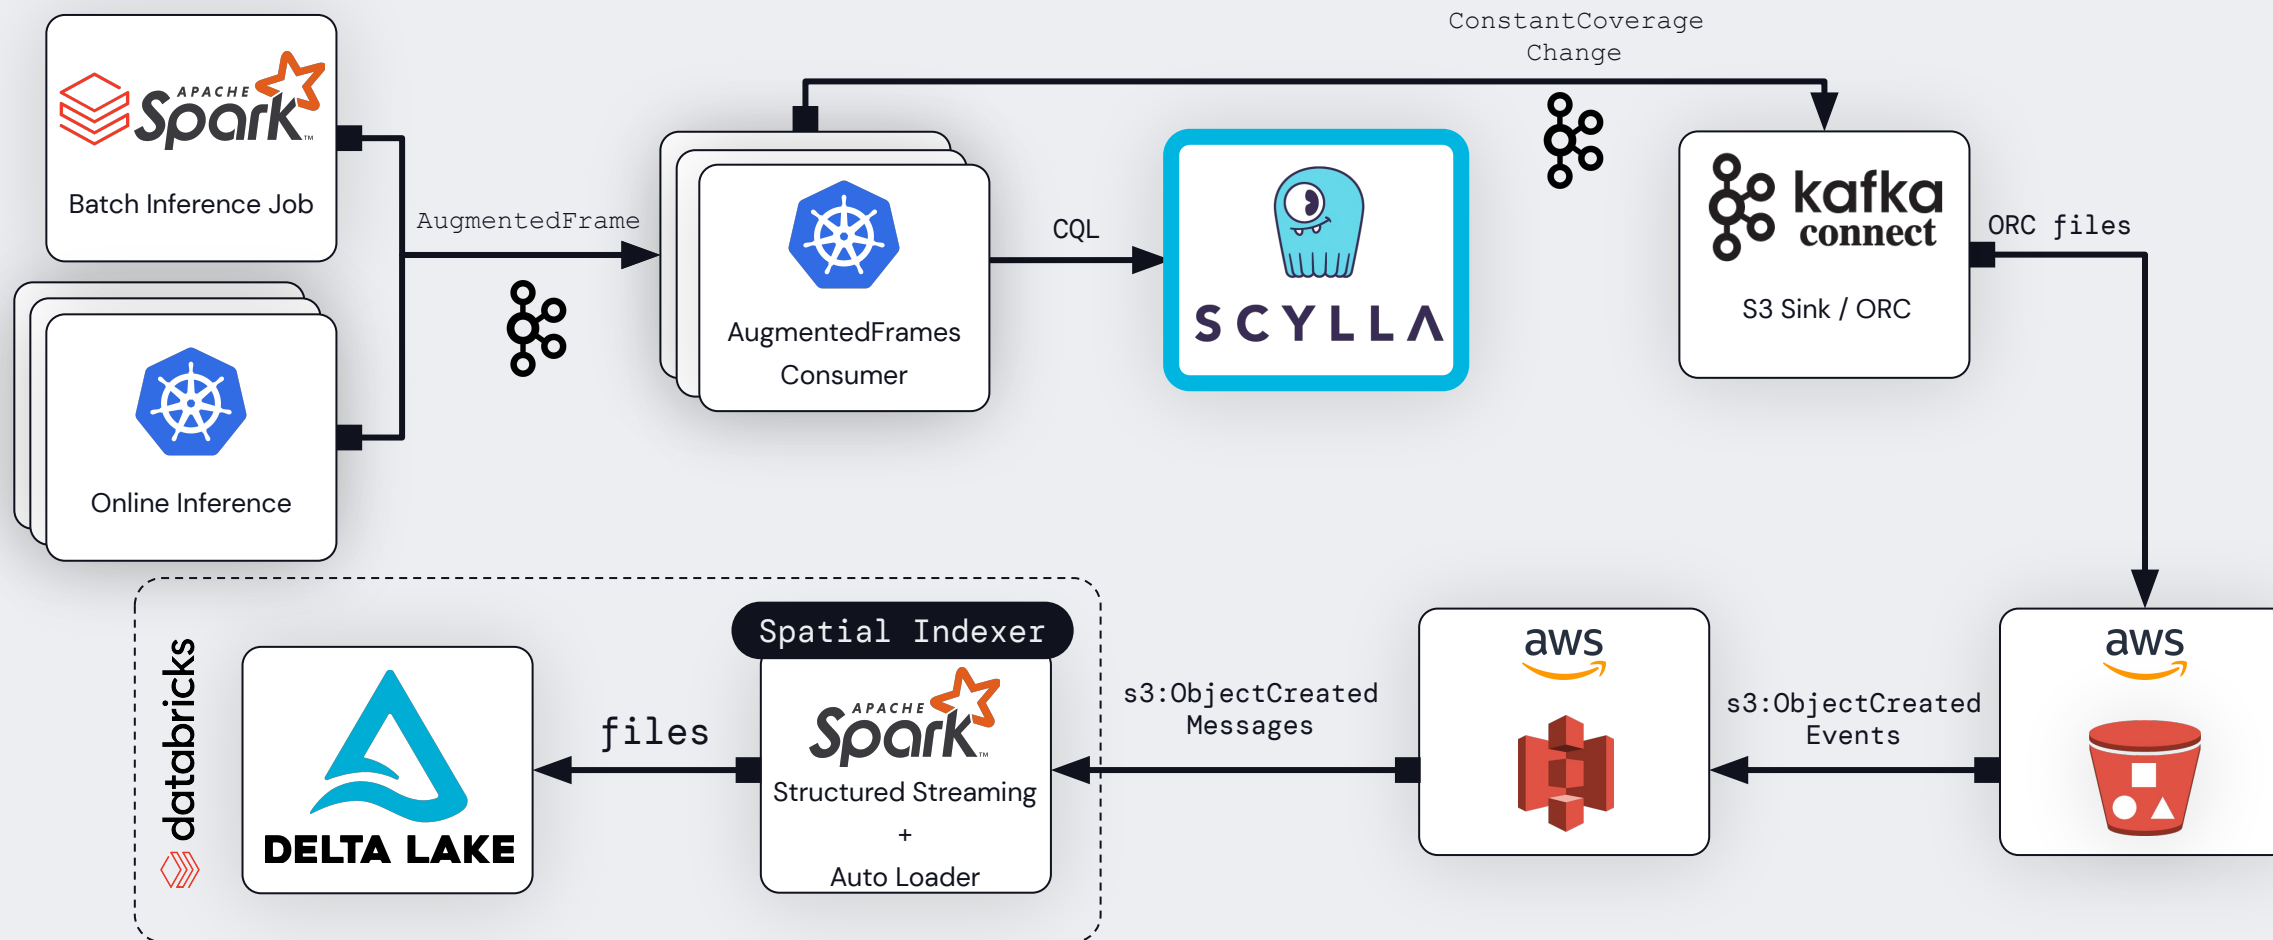 ConstantCoverage
Change
APACHE
Spark™
Batch Inference Job
AugmentedFrame
AugmentedFrames
Consumer
CQL
SCYLLA
kafka
connect
S3 Sink / ORC
ORC files
Online Inference
databricks
DELTA LAKE
files
Spatial Indexer
APACHE
Spark™
Structured Streaming
+
Auto Loader
s3:ObjectCreated
Messages
aws
s3:ObjectCreated
Events
aws